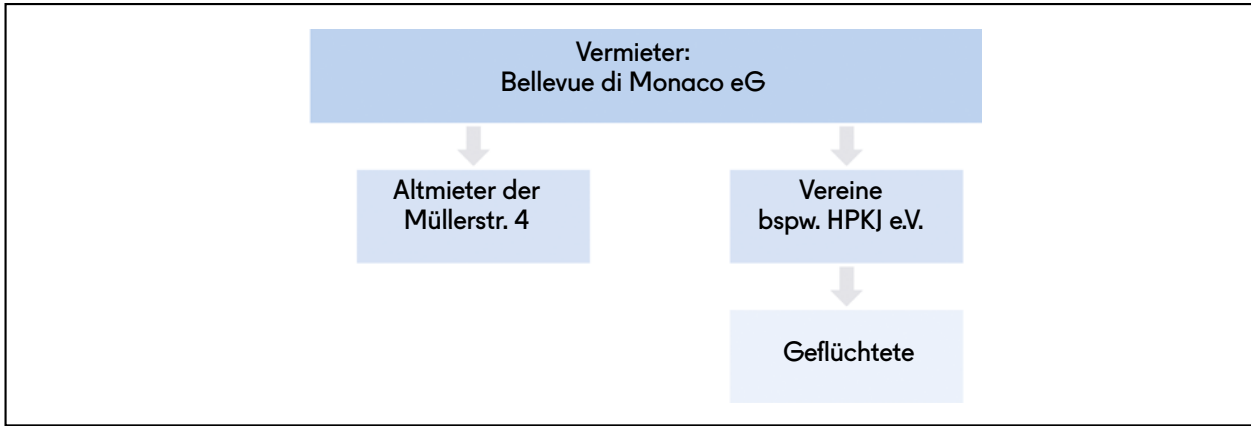 Vermieter:
Bellevue di Monaco eG
Altmieter der
Müllerstr. 4
Vereine
bspw. HPKJ e.V.
Geflüchtete